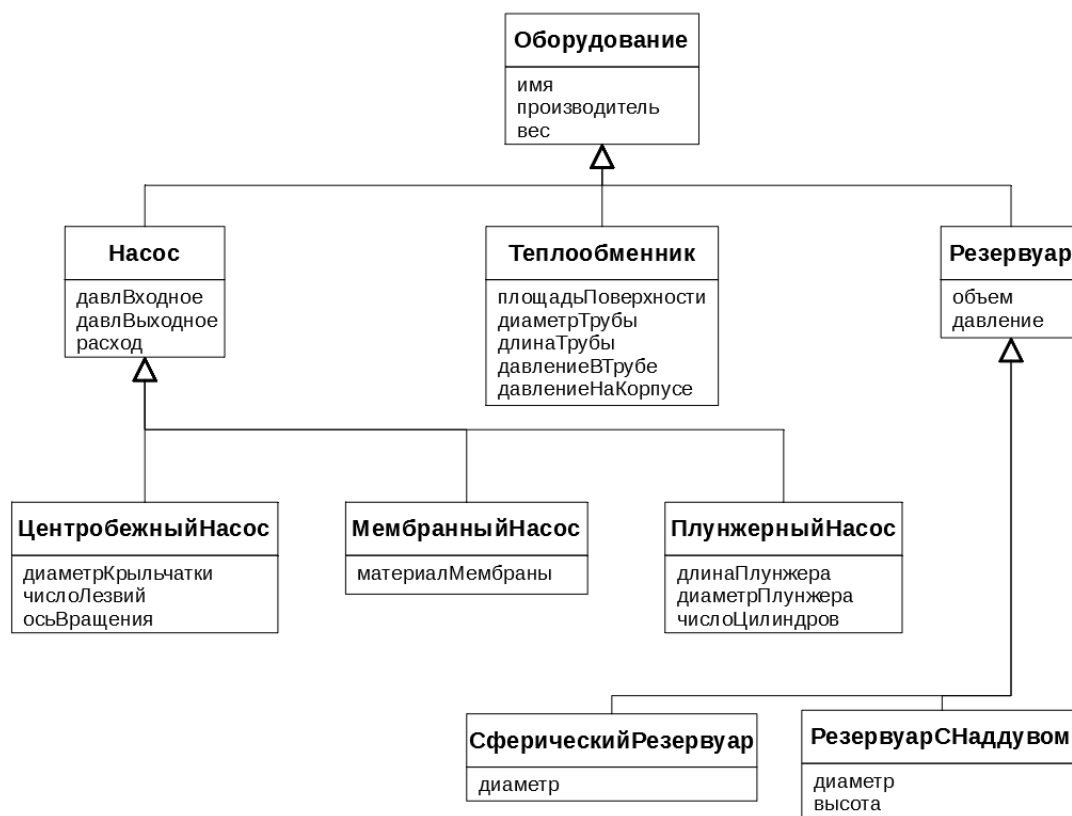 Оборудование
имя
производитель
вес
Насос
давлВходное
давлВыходное
расход
Теплообменник
площадьПоверхности
диаметрТрубы
длинаТрубы
давлениеВТрубе
давлениеНаКорпусе
Резервуар
объем
давление
ЦентробежныйНасос
диаметрКрыльчатки
числоЛезвий
осьВращения
МембранныйНасос
материалМембраны
ПлунжерныйНасос
длинаПлунжера
диаметрПлунжера
числоЦилиндров
СферическийРезервуар
диаметр
РезервуарСНаддувом
диаметр
высота